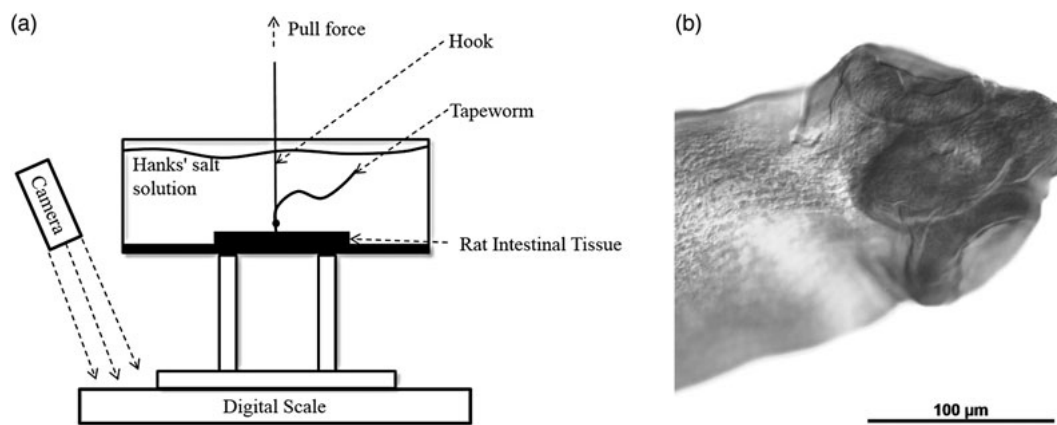 (a)
Pull force
Hook
Tapeworm
Hanks' salt
solution
Camera
Rat Intestinal Tissue
Digital Scale
(b)
100 µm